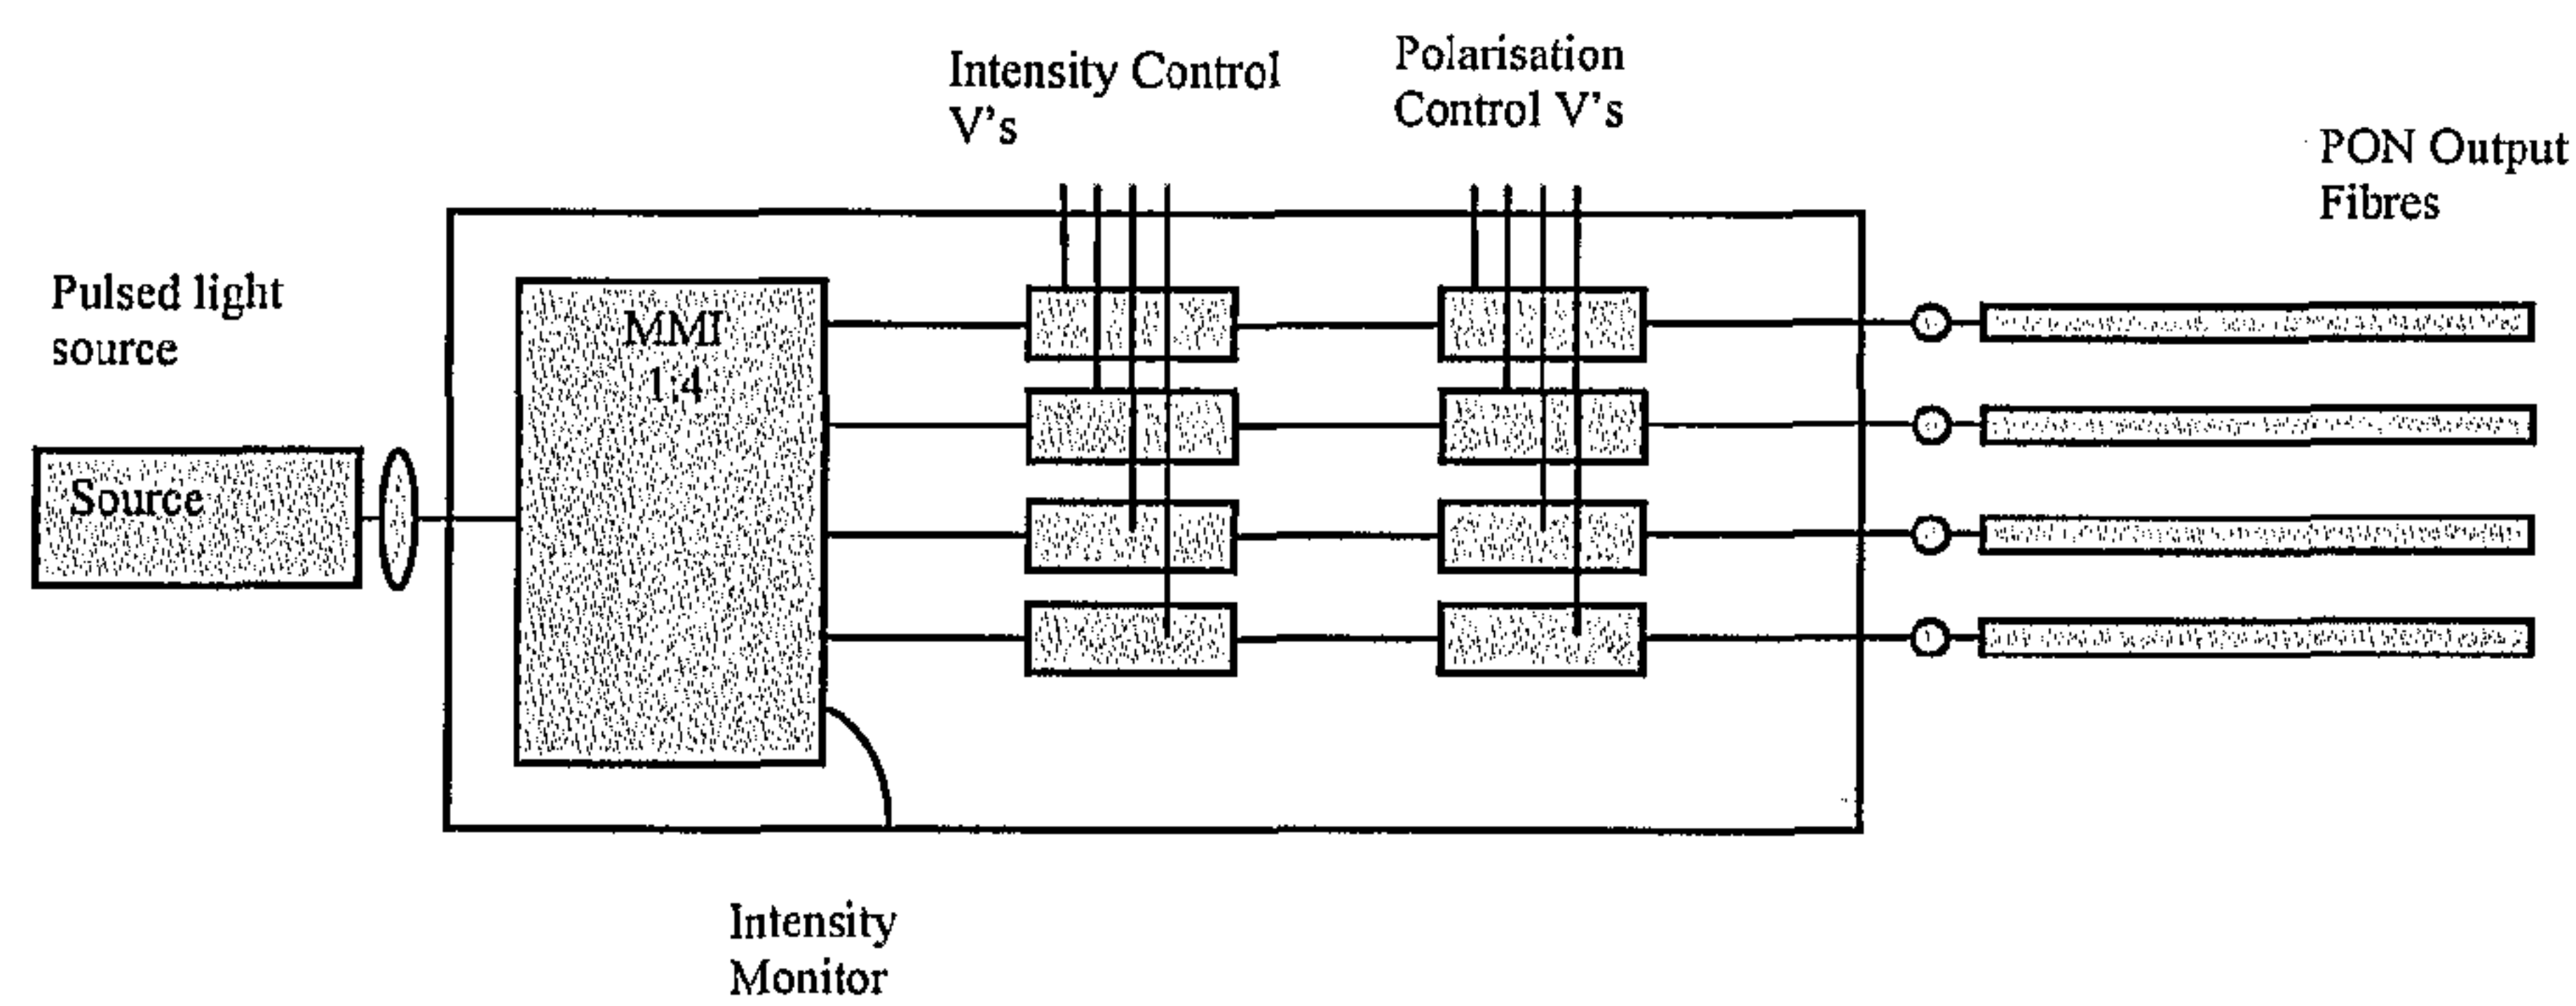 Intensity Control
V's
Polarisation
Control V's
PON Output
Fibres
Pulsed light
source
MMI
1:4
Source
Intensity
Monitor